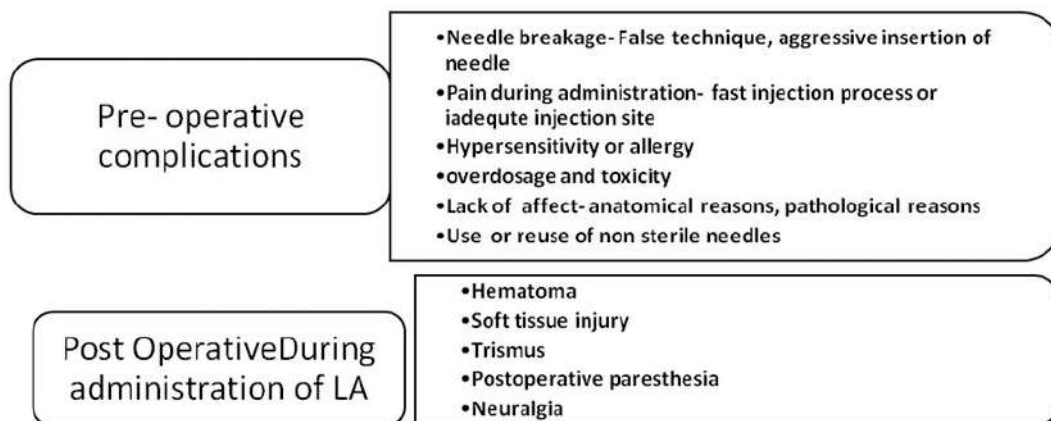 Pre- operative
complications
•Needle breakage- False technique, aggressive insertion of
needle
•Pain during administration- fast injection process or
iadequte injection site
•Hypersensitivity or allergy
•overdosage and toxicity
•Lack of affect- anatomical reasons, pathological reasons
•Use or reuse of non sterile needles
Post OperativeDuring
administration of LA
•Hematoma
•Soft tissue injury
•Trismus
•Postoperative paresthesia
•Neuralgia